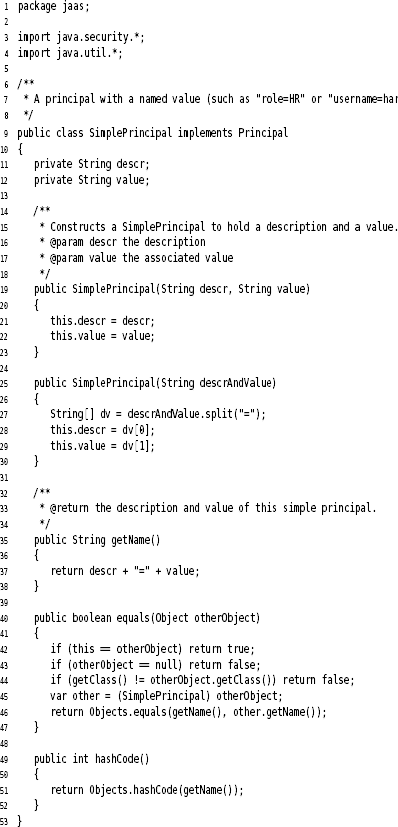 1 package jaas;
2
3 import java.security.*;
4 import java.util.*;
5
6 /**
7  * A principal with a named value (such as "role=HR" or "username=har
8  */
9 public class SimplePrincipal implements Principal
10 {
11    private String descr;
12    private String value;
13
14    /**
15     * Constructs a SimplePrincipal to hold a description and a value.
16     * @param descr the description
17     * @param value the associated value
18     */
19    public SimplePrincipal(String descr, String value)
20    {
21       this.descr = descr;
22       this.value = value;
23    }
24
25    public SimplePrincipal(String descrAndValue)
26    {
27       String[] dv = descrAndValue.split("=");
28       this.descr = dv[0];
29       this.value = dv[1];
30    }
31
32    /**
33     * @return the description and value of this simple principal.
34     */
35    public String getName()
36    {
37       return descr + "=" + value;
38    }
39
40    public boolean equals(Object otherObject)
41    {
42       if (this == otherObject) return true;
43       if (otherObject == null) return false;
44       if (getClass() != otherObject.getClass()) return false;
45       var other = (SimplePrincipal) otherObject;
46       return Objects.equals(getName(), other.getName());
47    }
48
49    public int hashCode()
50    {
51       return Objects.hashCode(getName());
52    }
53 }